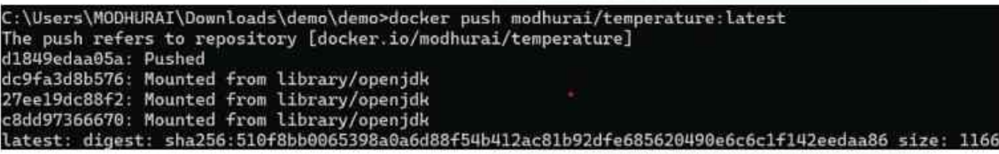 C:\Users\MODHURAI\Downloads\demo\demo>docker push modhurai/temperature:latest
The push refers to repository [docker.io/modhurai/temperature]
d1849edaa05a: Pushed
dc9fa3d8b576: Mounted from library/openjdk
27ee19dc88f2: Mounted from library/openjdk
c8dd97366670: Mounted from library/openjdk
latest: digest: sha256:510f8bb0065398a0a6d88f54b412ac81b92dfe685620490e6c6c1f142eedaa86 size: 1166